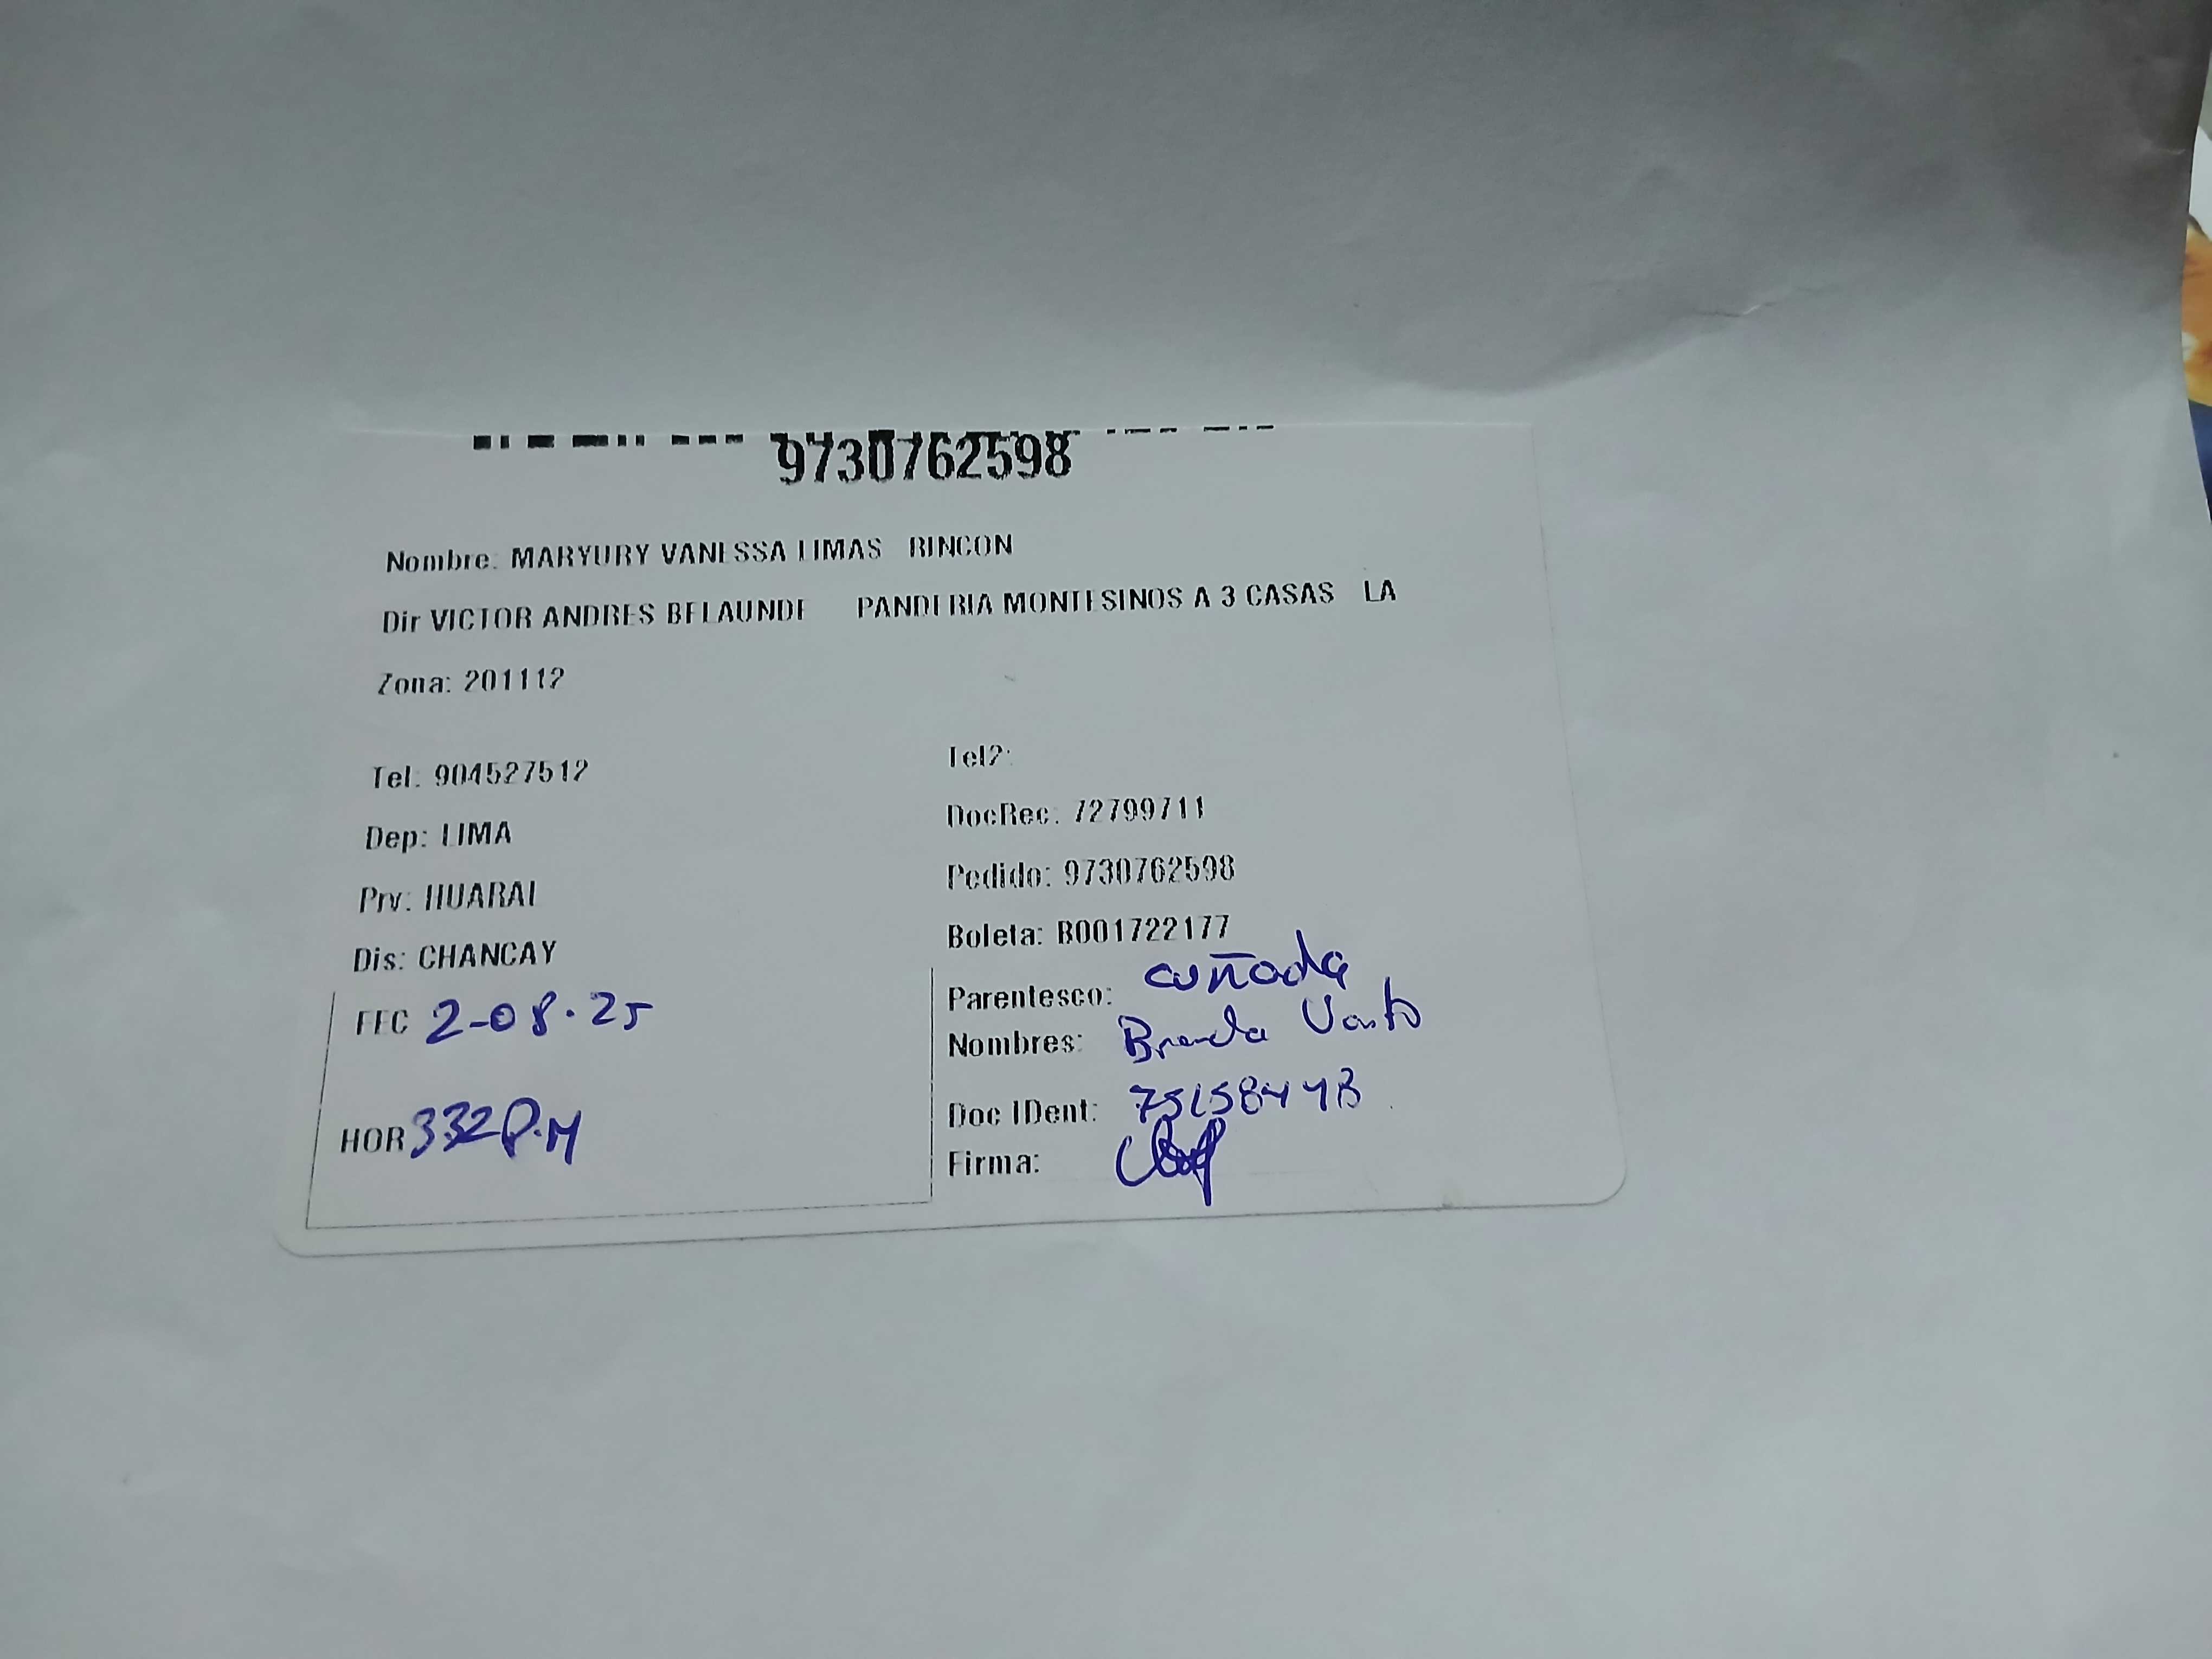 9730762598
Nombre: MARYURY VANESSA LIMAS RINCON
Dir VICTOR ANDRES BELAUNDE PANDERIA MONTESINOS A 3 CASAS LA
Zona: 201112
Tel: 904527512
Tel2:
Dep: LIMA
DocRec: 72799711
Prv: HUARAL
Pedido: 9730762598
Dis: CHANCAY
Boleta: B001722177
Parentesco: cuñada
FEC 2-08.25
Nombres: Brenda
Doc IDent:
HOR 332 P.M
Firma: